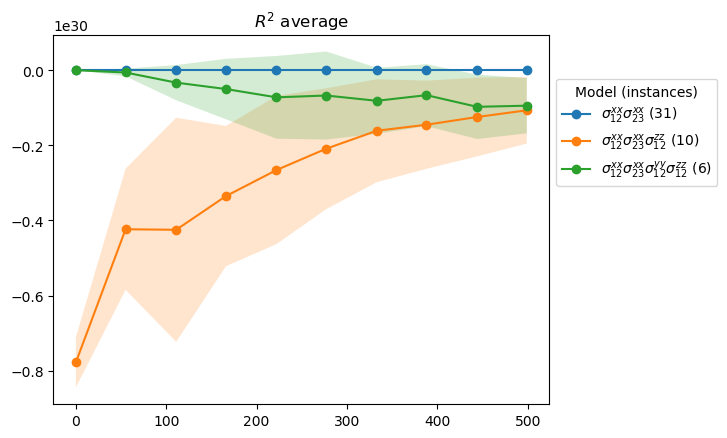 R² average
1e30
0.0
−0.2
−0.4
−0.6
−0.8
0 100 200 300 400 500
Model (instances)
σ₁₂ˣˣσ₂₃ˣˣ (31)
σ₁₂ˣˣσ₂₃ˣˣσ₁₂ᶻᶻ (10)
σ₁₂ˣˣσ₂₃ˣˣσ₁₂ʸʸσ₁₂ᶻᶻ (6)